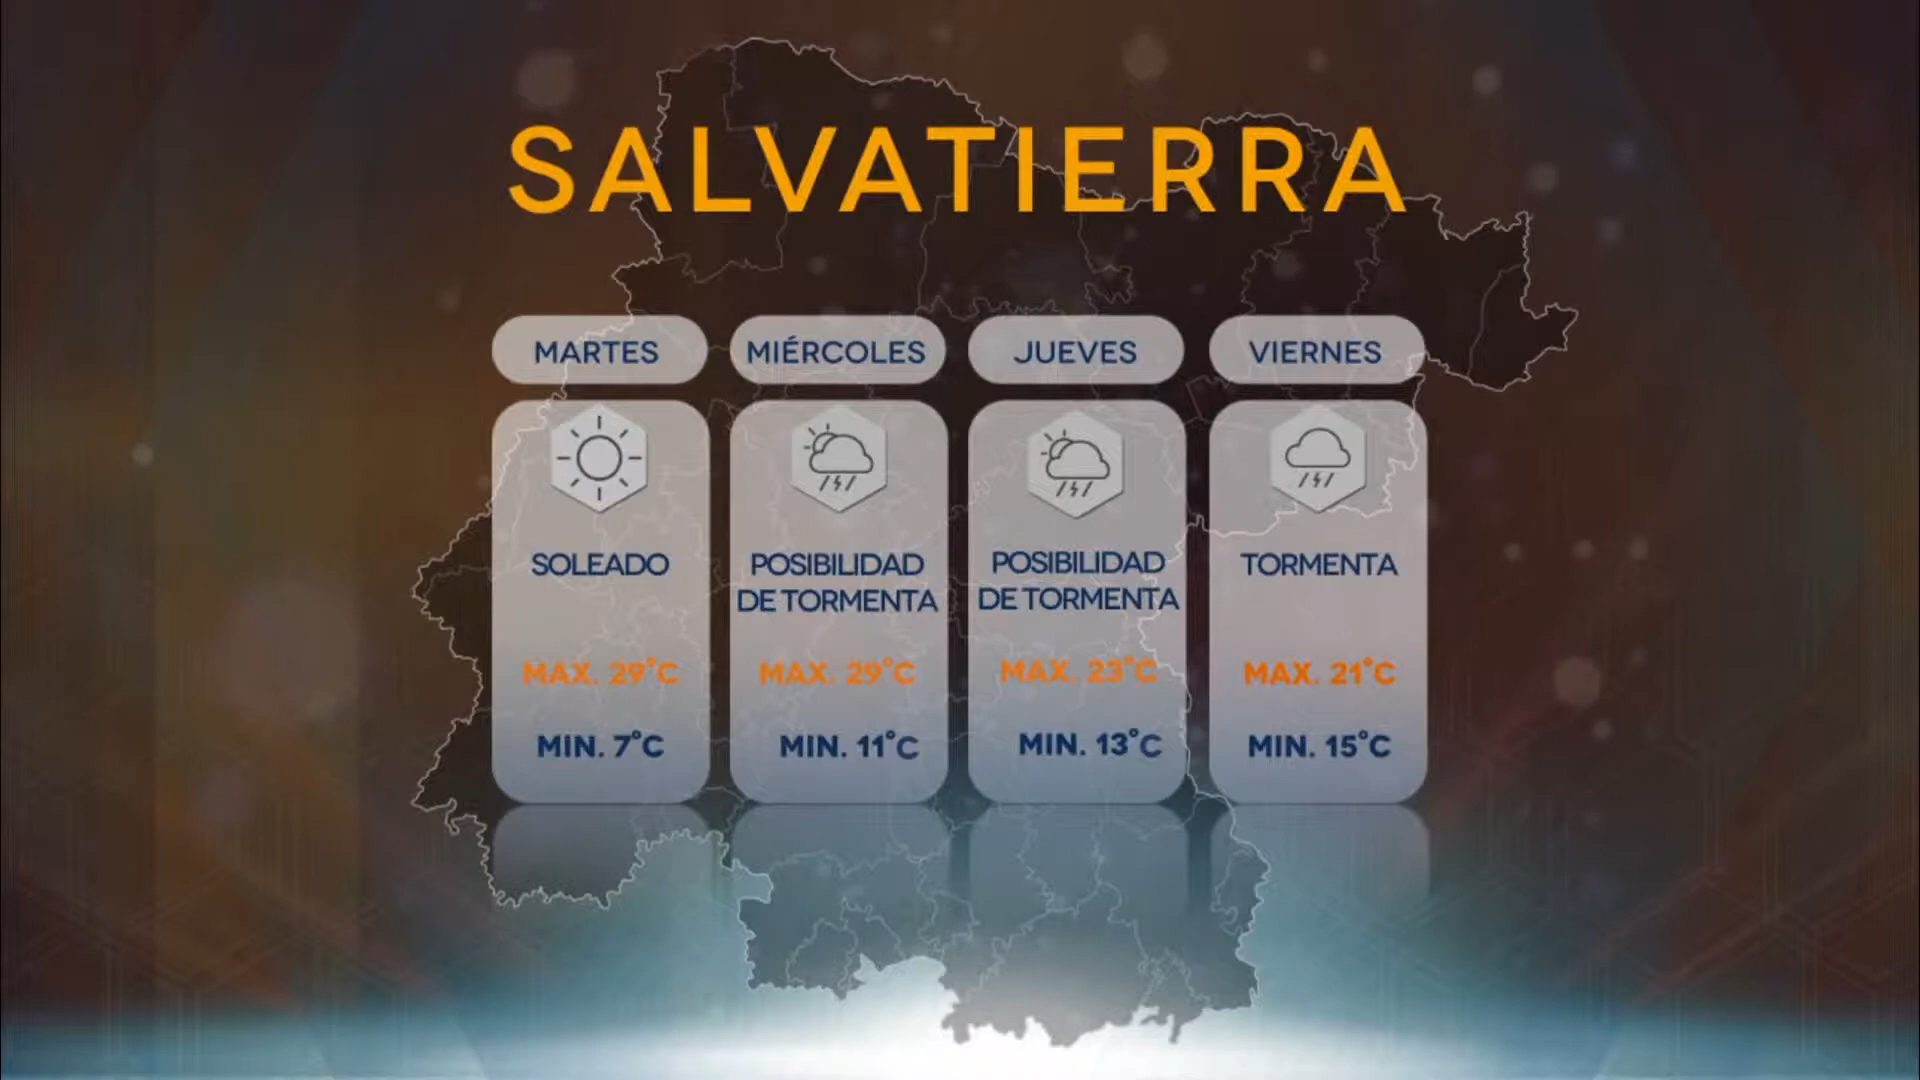 SALVATIERRA
MARTES
SOLEADO
MAX. 29°C
MIN. 7°C
MIÉRCOLES
POSIBILIDAD
DE TORMENTA
MAX. 29°C
MIN. 11°C
JUEVES
POSIBILIDAD
DE TORMENTA
MAX. 23°C
MIN. 13°C
VIERNES
TORMENTA
MAX. 21°C
MIN. 15°C